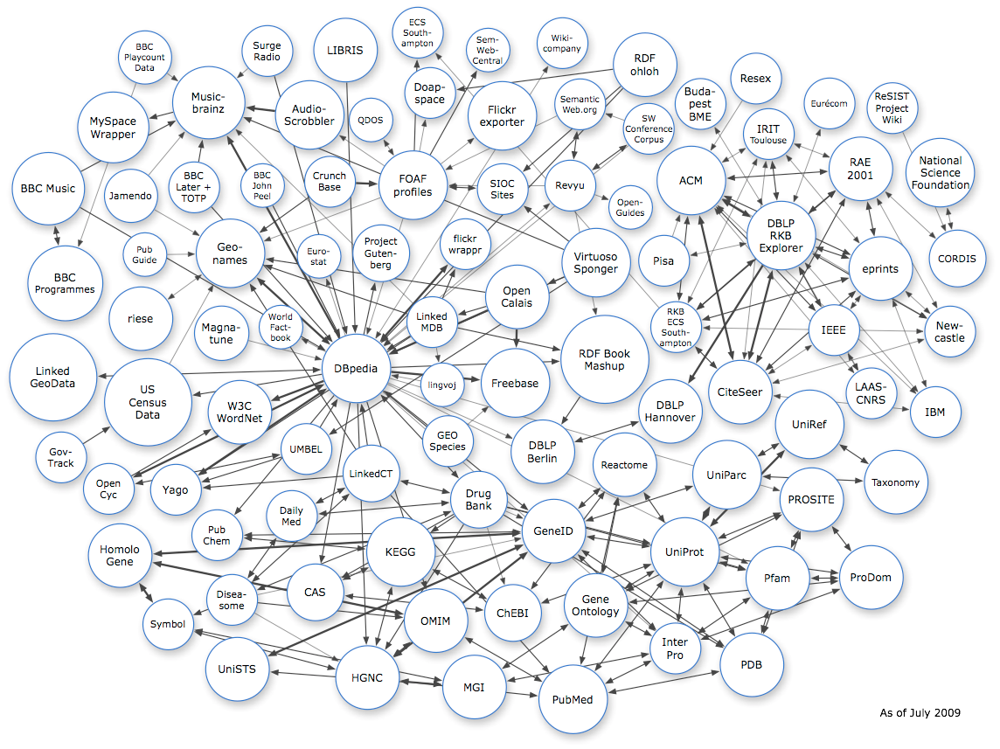 BBC
Playcount
Data
Surge
Radio
LIBRIS
ECS
South-
ampton
Sem-
Web-
Central
Wiki-
company
RDF
ohloh
Resex
Music-
brainz
Audio-
Scrobbler
QDOS
Doap-
space
Flickr
exporter
Semantic
Web.org
SW
Conference
Corpus
Buda-
pest
BME
IRIT
Toulouse
Eurécom
ReSIST
Project
Wiki
MySpace
Wrapper
BBC Music
Jamendo
BBC
Later +
TOTP
BBC
John
Peel
Crunch
Base
FOAF
profiles
SIOC
Sites
Revyu
Open-
Guides
ACM
RAE
2001
National
Science
Foundation
BBC
Programmes
Pub
Guide
Geo-
names
Euro-
stat
Project
Guten-
berg
flickr
wrappr
Virtuoso
Sponger
Pisa
DBLP
RKB
Explorer
eprints
CORDIS
riese
Magna-
tune
World
Fact-
book
Linked
MDB
Open
Calais
RKB
ECS
South-
ampton
IEEE
New-
castle
Linked
GeoData
US
Census
Data
W3C
WordNet
DBpedia
lingvoj
Freebase
RDF Book
Mashup
DBLP
Hannover
CiteSeer
LAAS-
CNRS
IBM
Gov-
Track
Open
Cyc
Yago
UMBEL
LinkedCT
GEO
Species
DBLP
Berlin
Reactome
UniParc
UniRef
Taxonomy
PROSITE
Homolo
Gene
Pub
Chem
Daily
Med
Drug
Bank
KEGG
GeneID
UniProt
Pfam
ProDom
Symbol
Disea-
some
CAS
OMIM
ChEBI
Gene
Ontology
Inter
Pro
PDB
UniSTS
HGNC
MGI
PubMed
As of July 2009